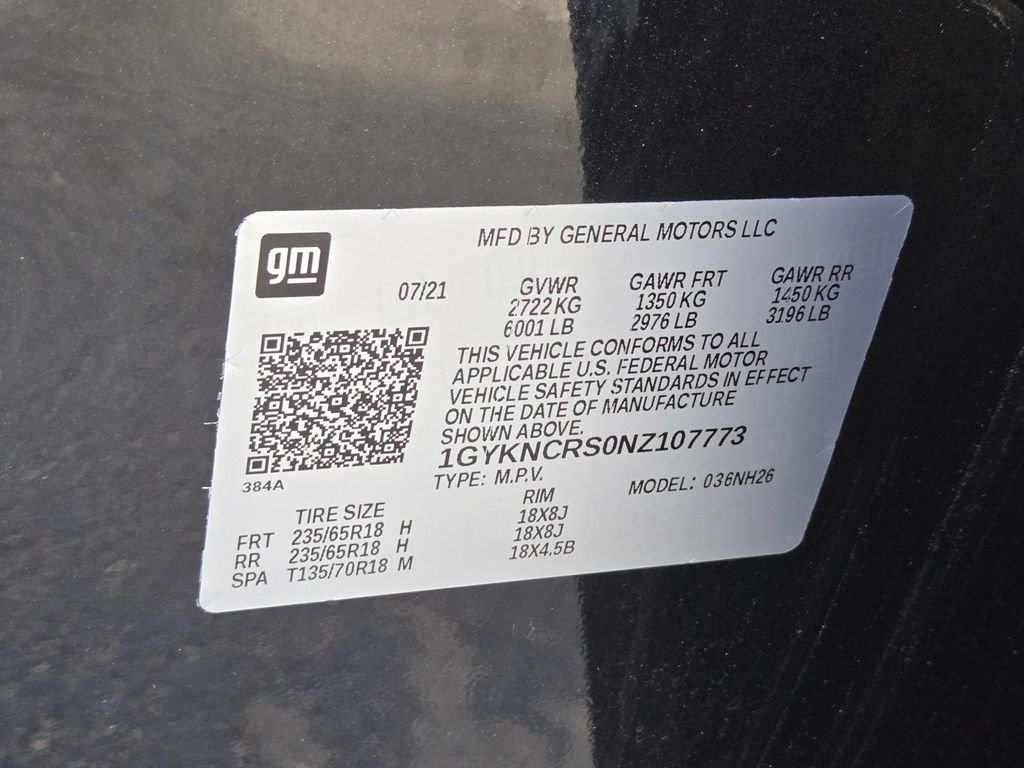 gm
MFD BY GENERAL MOTORS LLC
07/21
GVWR GAWR FRT GAWR RR
2722 KG 1350 KG 1450 KG
6001 LB 2976 LB 3196 LB
THIS VEHICLE CONFORMS TO ALL
APPLICABLE U.S. FEDERAL MOTOR
VEHICLE SAFETY STANDARDS IN EFFECT
ON THE DATE OF MANUFACTURE
SHOWN ABOVE.
1GYKNCRS0NZ107773
TYPE: M.P.V. MODEL: 036NH26
384A
TIRE SIZE RIM
FRT 235/65R18 H 18X8J
RR 235/65R18 H 18X8J
SPA T135/70R18 M 18X4.5B